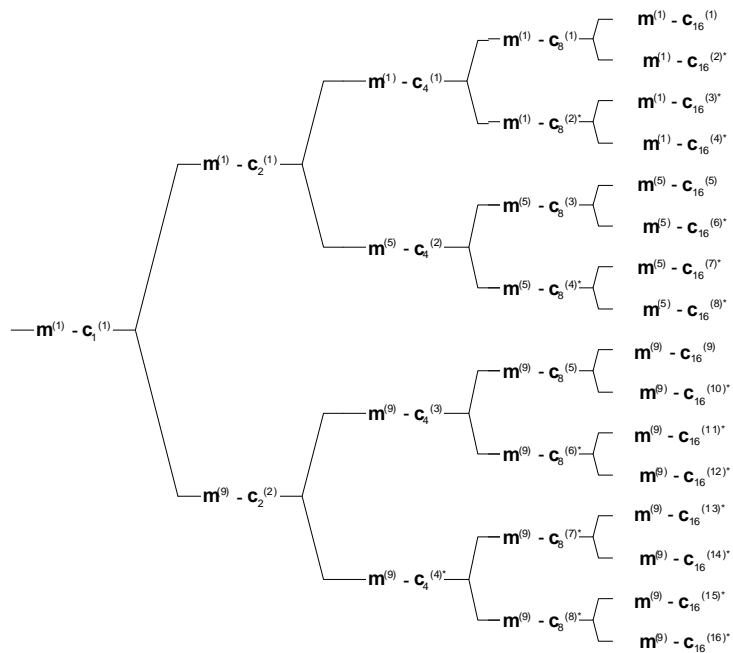 m(1) - c16(1)
m(1) - c8(1)
m(1) - c16(2)*
m(1) - c4(1)
m(1) - c16(3)*
m(1) - c8(2)*
m(1) - c16(4)*
m(1) - c2(1)
m(5) - c16(5)
m(5) - c8(3)
m(5) - c16(6)*
m(5) - c4(2)
m(5) - c16(7)*
m(5) - c8(4)*
m(5) - c16(8)*
m(1) - c1(1)
m(9) - c16(9)
m(9) - c8(5)
m(9) - c16(10)*
m(9) - c4(3)
m(9) - c16(11)*
m(9) - c8(6)*
m(9) - c16(12)*
m(9) - c2(2)
m(9) - c16(13)*
m(9) - c8(7)*
m(9) - c16(14)*
m(9) - c4(4)*
m(9) - c16(15)*
m(9) - c8(8)*
m(9) - c16(16)*